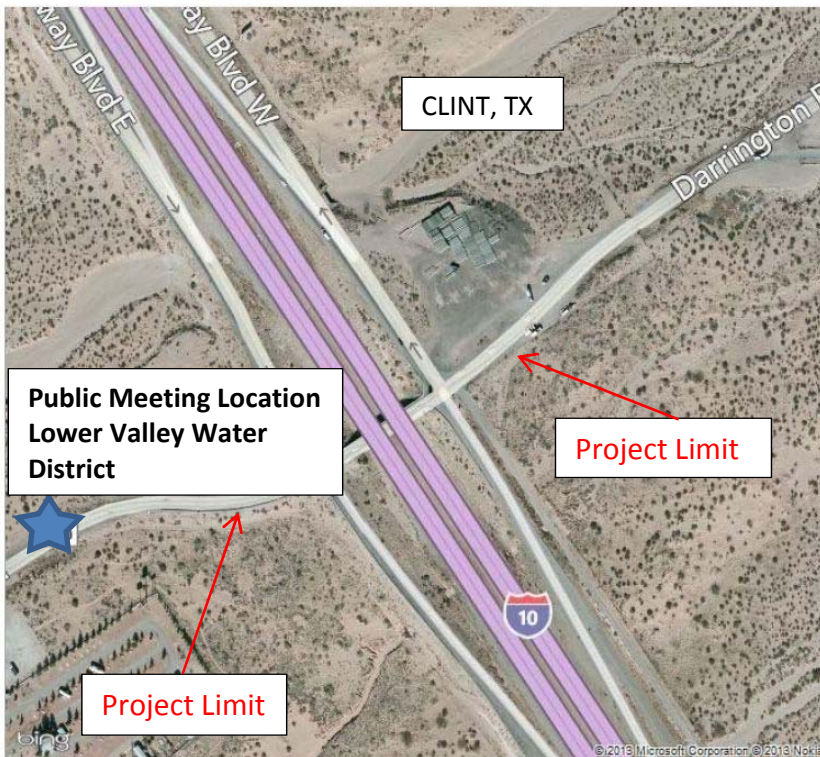 way Blvd E
ay Blvd W
CLINT, TX
Darrington
Public Meeting Location
Lower Valley Water
District
Project Limit
Project Limit
10
bing
© 2013 Microsoft Corporation © 2013 Nokia